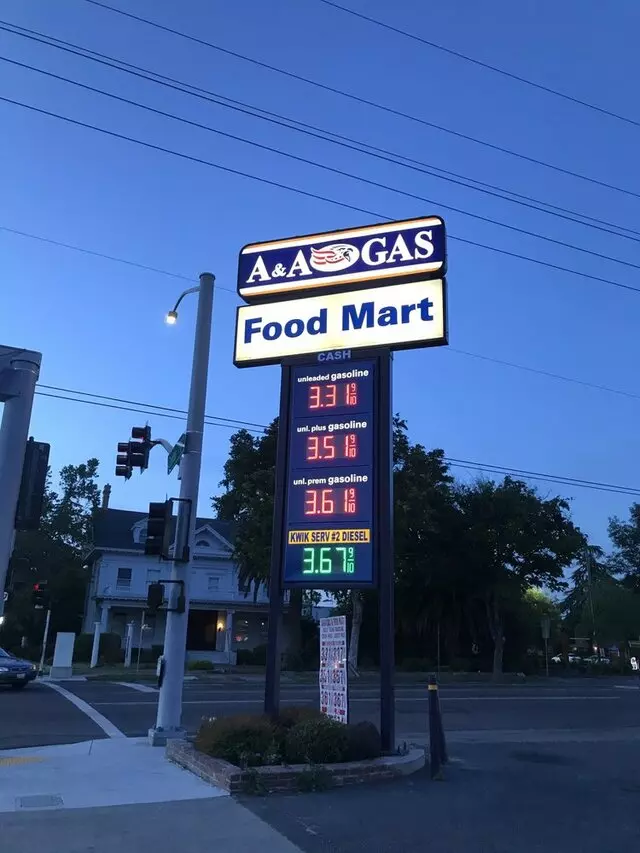 A&A GAS
Food Mart
CASH
unleaded gasoline
3.31 9/10
unl. plus gasoline
3.51 9/10
unl. prem gasoline
3.61 9/10
KWIK SERV #2 DIESEL
3.67 9/10